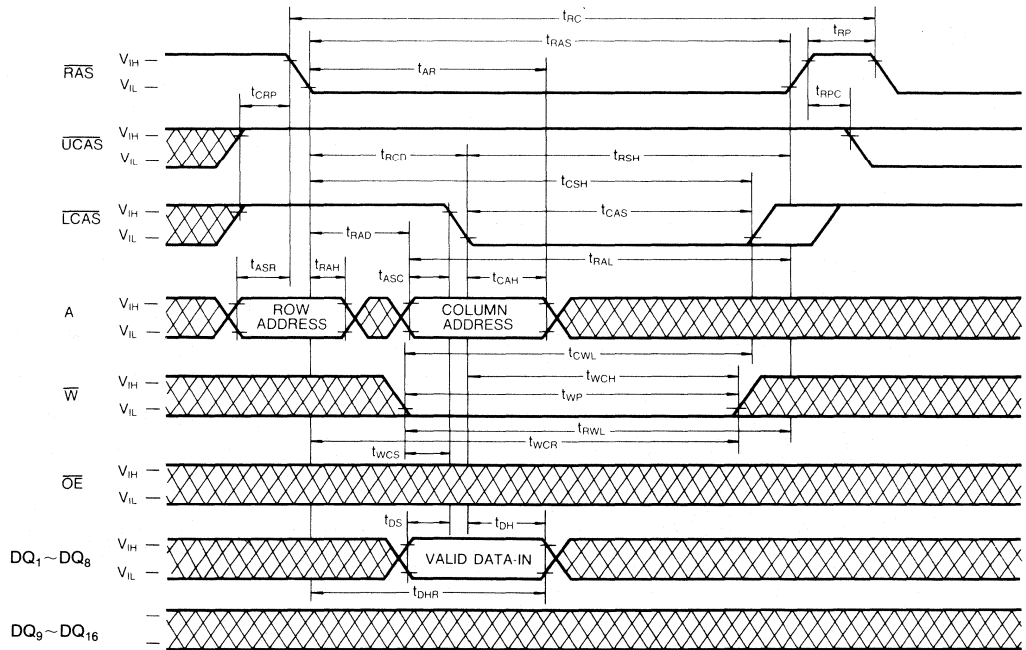 tRC
tRAS tRP
RAS VIH
VIL
tAR
tCRP tRPC
UCAS VIH
VIL
tRCD tRSH
tCSH
LCAS VIH
VIL
tCAS
tRAD
tRAL
tASR tRAH tASC tCAH
A VIH
VIL
ROW ADDRESS COLUMN ADDRESS
tCWL
tWCH
W VIH
VIL
tWP
tRWL
tWCR
tWCS
OE VIH
VIL
tDS tDH
DQ1~DQ8 VIH
VIL
VALID DATA-IN
tDHR
DQ9~DQ16